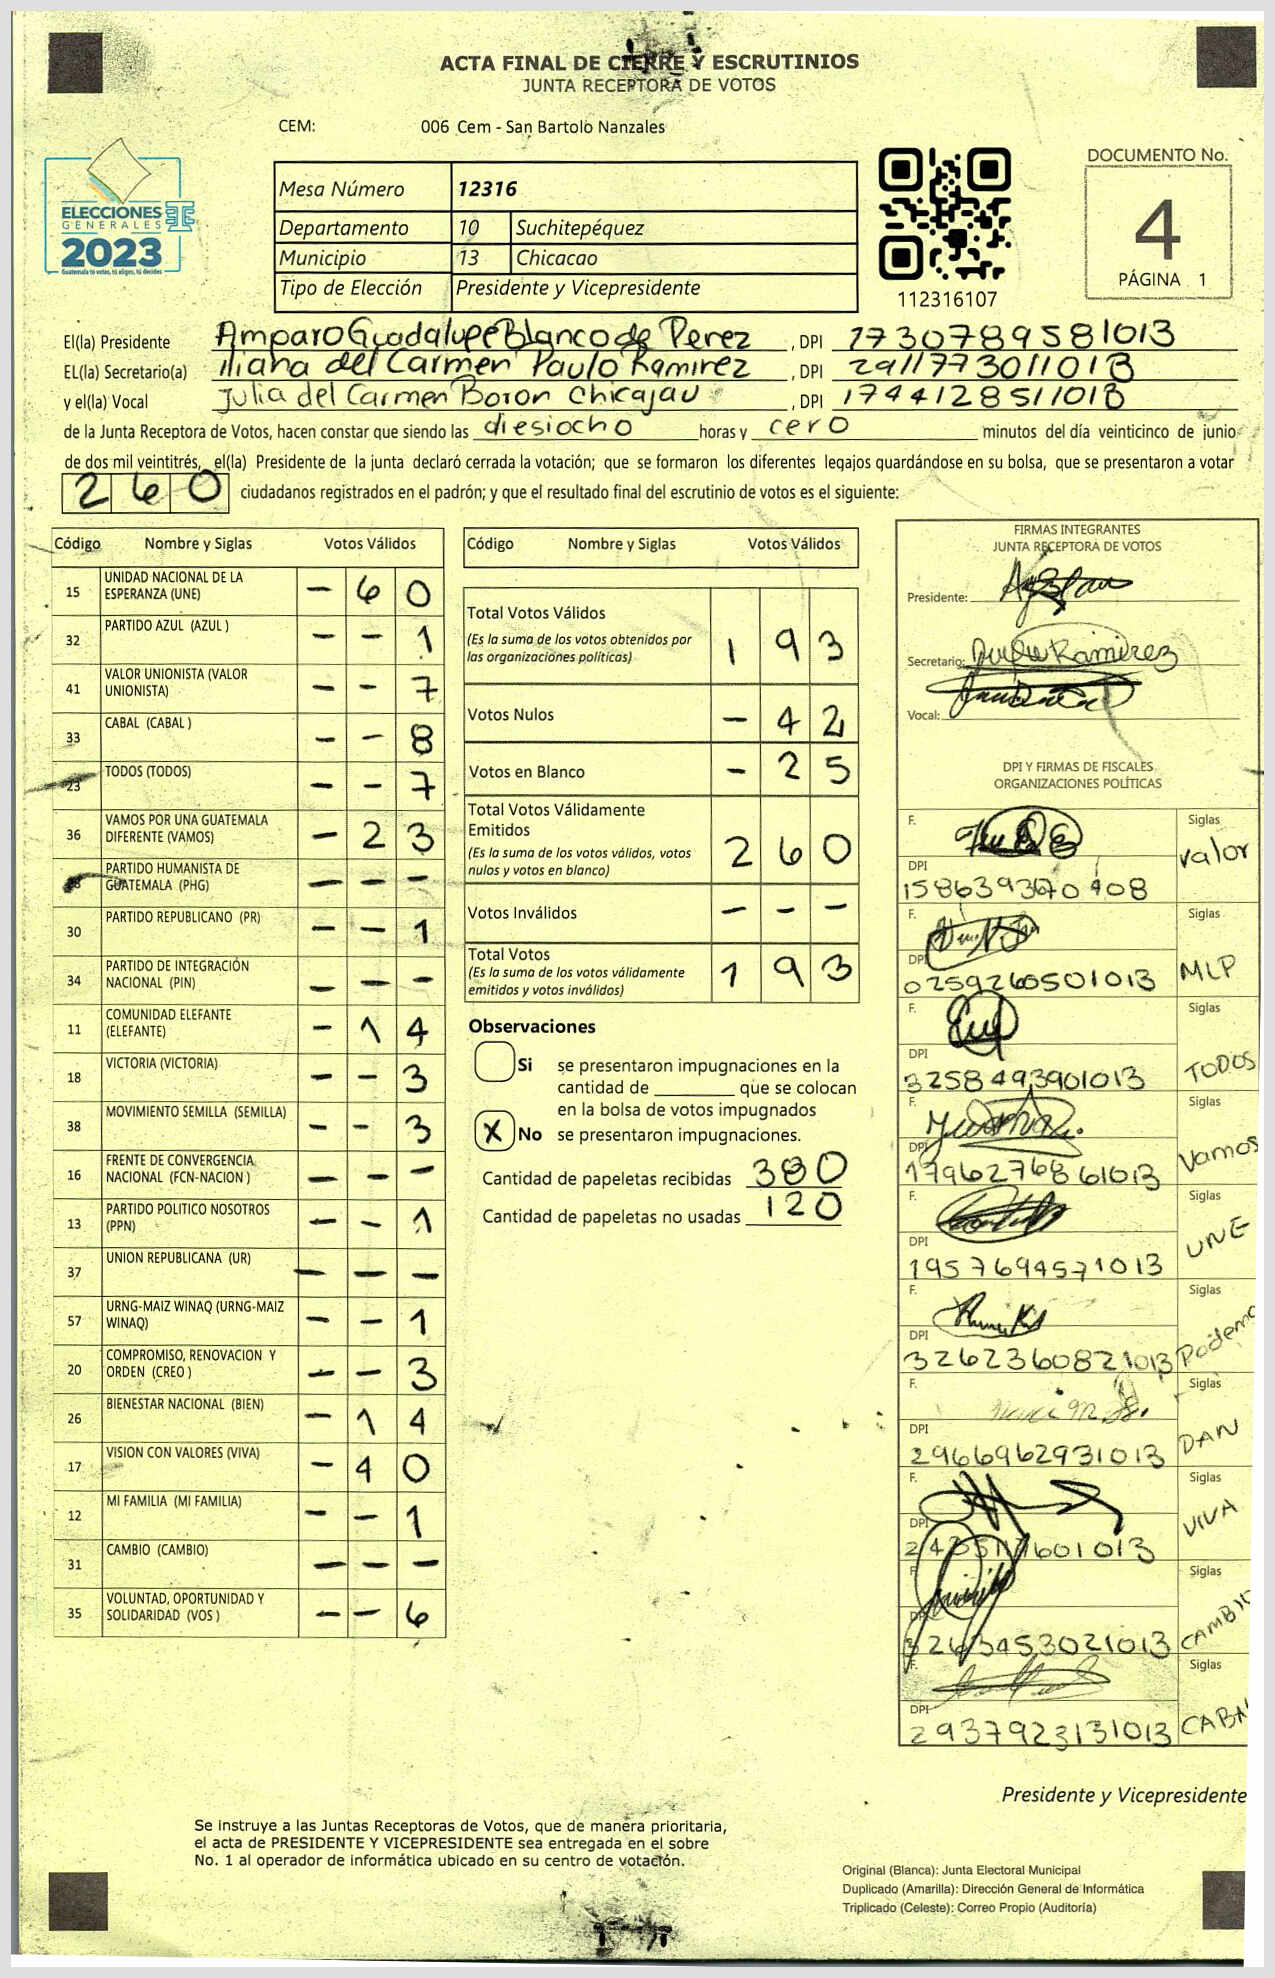 ACTA FINAL DE CIERRE Y ESCRUTINIOS
JUNTA RECEPTORA DE VOTOS
CEM: 006 Cem - San Bartolo Nanzales
ELECCIONES
GENERALES
2023
Guatemala tú votas, tú eliges, tú decides
Mesa Número 12316
Departamento 10 Suchitepéquez
Municipio 13 Chicacao
Tipo de Elección Presidente y Vicepresidente
112316107
DOCUMENTO No.
4
PÁGINA 1
El(la) Presidente Amparo Guadalupe Blanco de Perez, DPI 1730789581013
EL(la) Secretario(a) iliana del Carmen Paulo Ramirez, DPI 2911773011013
y el(la) Vocal Julia del Carmen Boron Chicajau, DPI 1744128511013
de la Junta Receptora de Votos, hacen constar que siendo las diesiocho horas y cero minutos del día veinticinco de junio
de dos mil veintitrés, el(la) Presidente de la junta declaró cerrada la votación; que se formaron los diferentes legajos guardándose en su bolsa, que se presentaron a votar
260 ciudadanos registrados en el padrón; y que el resultado final del escrutinio de votos es el siguiente:
Código Nombre y Siglas Votos Válidos
15 UNIDAD NACIONAL DE LA ESPERANZA (UNE) - 6 0
32 PARTIDO AZUL (AZUL ) - - 1
41 VALOR UNIONISTA (VALOR UNIONISTA) - - 7
33 CABAL (CABAL ) - - 8
23 TODOS (TODOS) - - 7
36 VAMOS POR UNA GUATEMALA DIFERENTE (VAMOS) - 2 3
PARTIDO HUMANISTA DE GUATEMALA (PHG) - - -
30 PARTIDO REPUBLICANO (PR) - - 1
34 PARTIDO DE INTEGRACIÓN NACIONAL (PIN) - - -
11 COMUNIDAD ELEFANTE (ELEFANTE) - 1 4
18 VICTORIA (VICTORIA) - - 3
38 MOVIMIENTO SEMILLA (SEMILLA) - - 3
16 FRENTE DE CONVERGENCIA NACIONAL (FCN-NACION ) - - -
13 PARTIDO POLITICO NOSOTROS (PPN) - - 1
37 UNION REPUBLICANA (UR) - - -
57 URNG-MAIZ WINAQ (URNG-MAIZ WINAQ) - - 1
20 COMPROMISO, RENOVACION Y ORDEN (CREO ) - - 3
26 BIENESTAR NACIONAL (BIEN) - 1 4
17 VISION CON VALORES (VIVA) - 4 0
12 MI FAMILIA (MI FAMILIA) - - 1
31 CAMBIO (CAMBIO) - - -
35 VOLUNTAD, OPORTUNIDAD Y SOLIDARIDAD (VOS ) - - 6
Código Nombre y Siglas Votos Válidos
Total Votos Válidos 1 9 3
(Es la suma de los votos obtenidos por
las organizaciones políticas)
Votos Nulos - 4 2
Votos en Blanco - 2 5
Total Votos Válidamente
Emitidos 2 6 0
(Es la suma de los votos válidos, votos
nulos y votos en blanco)
Votos Inválidos - - -
Total Votos 1 9 3
(Es la suma de los votos válidamente
emitidos y votos inválidos)
Observaciones
Si se presentaron impugnaciones en la
cantidad de ________ que se colocan
en la bolsa de votos impugnados
X No se presentaron impugnaciones.
Cantidad de papeletas recibidas 380
Cantidad de papeletas no usadas 120
FIRMAS INTEGRANTES
JUNTA RECEPTORA DE VOTOS
Presidente:
Secretario: Ramirez
Vocal:
DPI Y FIRMAS DE FISCALES
ORGANIZACIONES POLÍTICAS
F. Siglas
valor
DPI
F. Siglas
MLP
DPI
0259260501013
F. Siglas
TODOS
DPI
3258493901013
F. Siglas
Vamos
DPI
1796276861013
F. Siglas
UNE
DPI
1957694571013
F. Siglas
Podemo
DPI
3262360821013
F. Siglas
DAN
DPI
2966962931013
F. Siglas
VIVA
DPI
F. Siglas
CAMBIO
DPI
3263453021013
F. Siglas
CABA
DPI
2937923131013
Presidente y Vicepresidente
Se instruye a las Juntas Receptoras de Votos, que de manera prioritaria,
el acta de PRESIDENTE Y VICEPRESIDENTE sea entregada en el sobre
No. 1 al operador de informática ubicado en su centro de votación.
Original (Blanca): Junta Electoral Municipal
Duplicado (Amarilla): Dirección General de Informática
Triplicado (Celeste): Correo Propio (Auditoría)